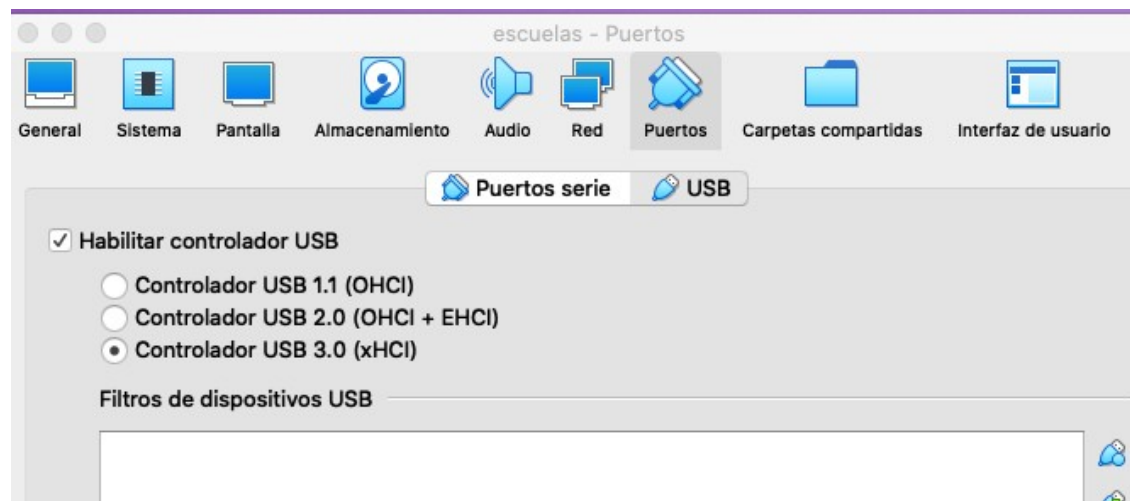 escuelas - Puertos
General Sistema Pantalla Almacenamiento Audio Red Puertos Carpetas compartidas Interfaz de usuario
Puertos serie USB
Habilitar controlador USB
Controlador USB 1.1 (OHCI)
Controlador USB 2.0 (OHCI + EHCI)
Controlador USB 3.0 (xHCI)
Filtros de dispositivos USB